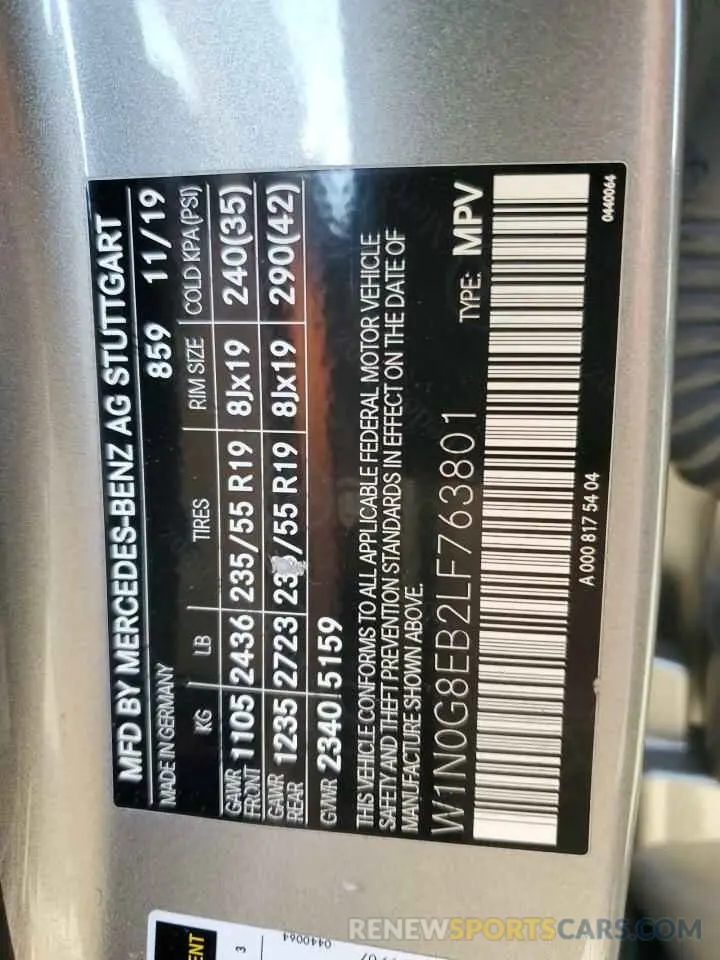 MFD BY MERCEDES-BENZ AG STUTTGART
MADE IN GERMANY 859 11/19
KG LB TIRES RIM SIZE COLD KPA(PSI)
GAWR FRONT 1105 2436 235/55 R19 8Jx19 240(35)
GAWR REAR 1235 2723 /55 R19 8Jx19 290(42)
GVWR 2340 5159
THIS VEHICLE CONFORMS TO ALL APPLICABLE FEDERAL MOTOR VEHICLE
SAFETY AND THEFT PREVENTION STANDARDS IN EFFECT ON THE DATE OF
MANUFACTURE SHOWN ABOVE.
W1N0G8EB2LF763801 TYPE: MPV
A 000 817 54 04
0440064
3
0440064
RENEWSPORTSCARS.COM